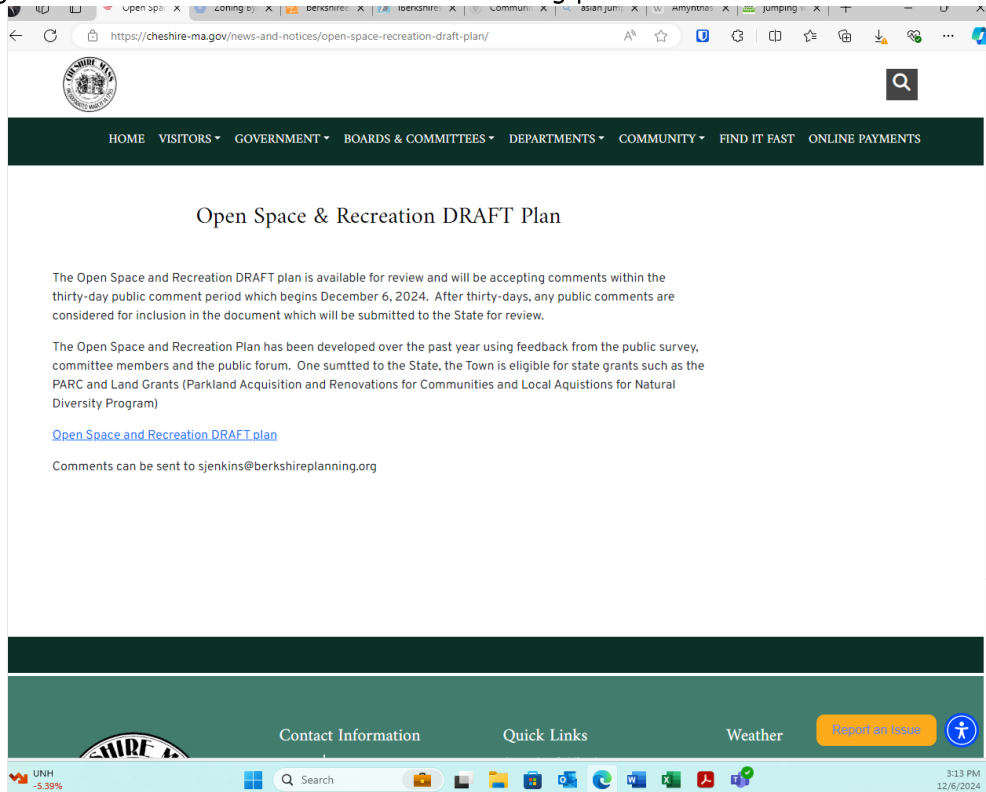 Open Spac
Zoning By
berkshiree
iBerkshires
Communi
asian jump
Amynthas
jumping w
https://cheshire-ma.gov/news-and-notices/open-space-recreation-draft-plan/
HOME VISITORS GOVERNMENT BOARDS & COMMITTEES DEPARTMENTS COMMUNITY FIND IT FAST ONLINE PAYMENTS
Open Space & Recreation DRAFT Plan
The Open Space and Recreation DRAFT plan is available for review and will be accepting comments within the
thirty-day public comment period which begins December 6, 2024. After thirty-days, any public comments are
considered for inclusion in the document which will be submitted to the State for review.
The Open Space and Recreation Plan has been developed over the past year using feedback from the public survey,
committee members and the public forum. One sumtted to the State, the Town is eligible for state grants such as the
PARC and Land Grants (Parkland Acquisition and Renovations for Communities and Local Aquistions for Natural
Diversity Program)
Open Space and Recreation DRAFT plan
Comments can be sent to sjenkins@berkshireplanning.org
Contact Information Quick Links Weather
Report an Issue
UNH
-5.39%
Search
3:13 PM
12/6/2024